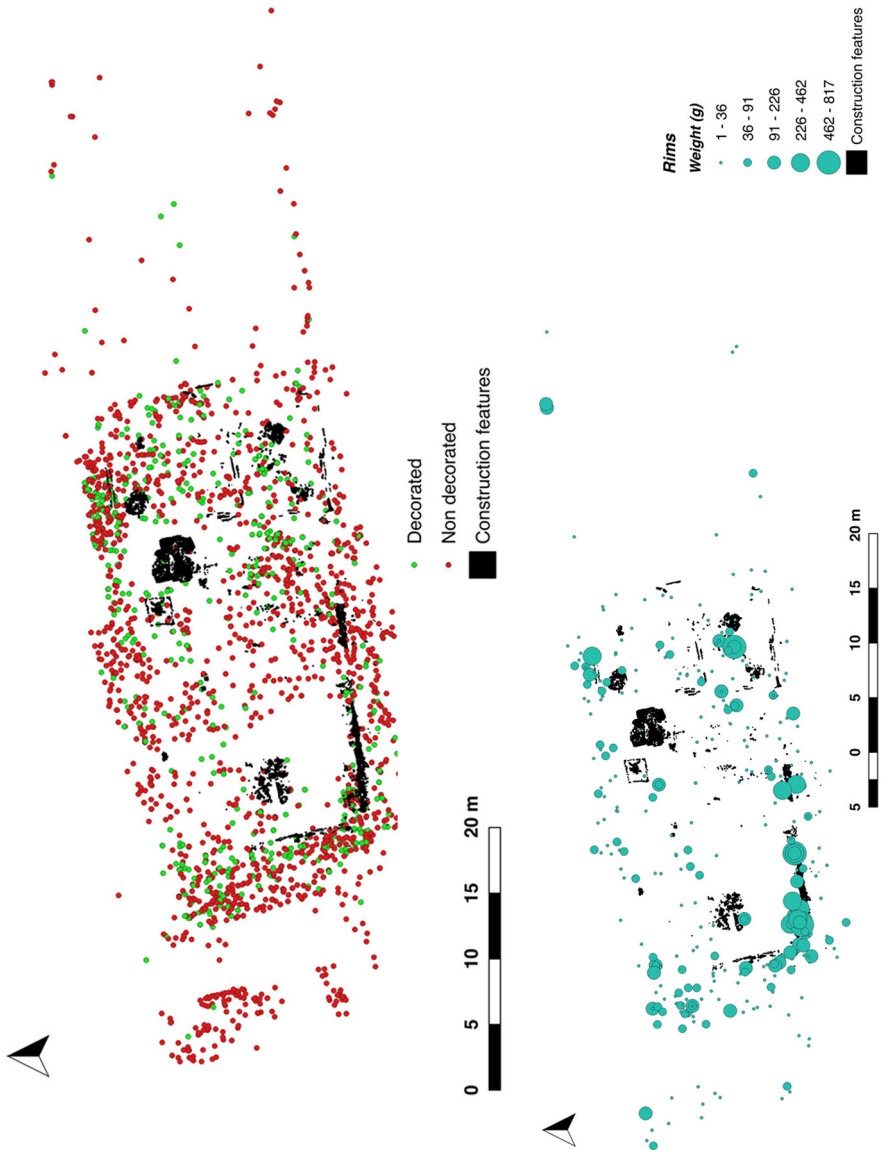 Decorated
Non decorated
Construction features
0 5 10 15 20 m
Rims
Weight (g)
1 - 36
36 - 91
91 - 226
226 - 462
462 - 817
Construction features
5 0 5 10 15 20 m